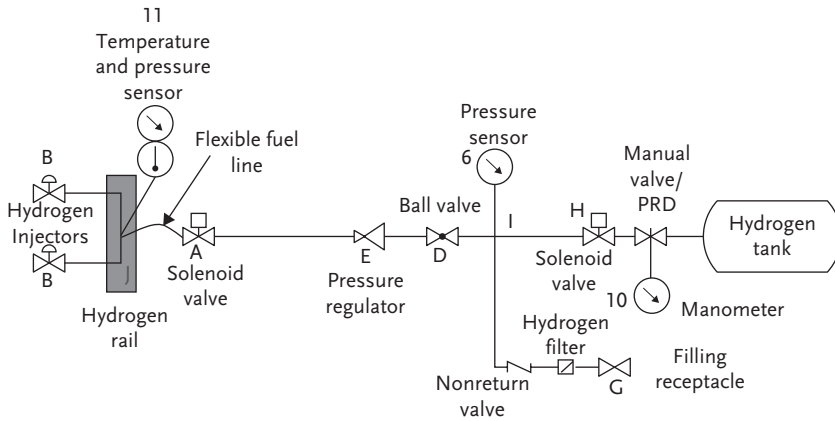 11
Temperature
and pressure
sensor
Flexible fuel
line
B
Hydrogen
Injectors
B
J
Hydrogen
rail
A
Solenoid
valve
E
Pressure
regulator
Ball valve
D
Pressure
sensor
6
I
H
Solenoid
valve
Manual
valve/
PRD
Hydrogen
tank
10
Manometer
Hydrogen
filter
Nonreturn
valve
G
Filling
receptacle